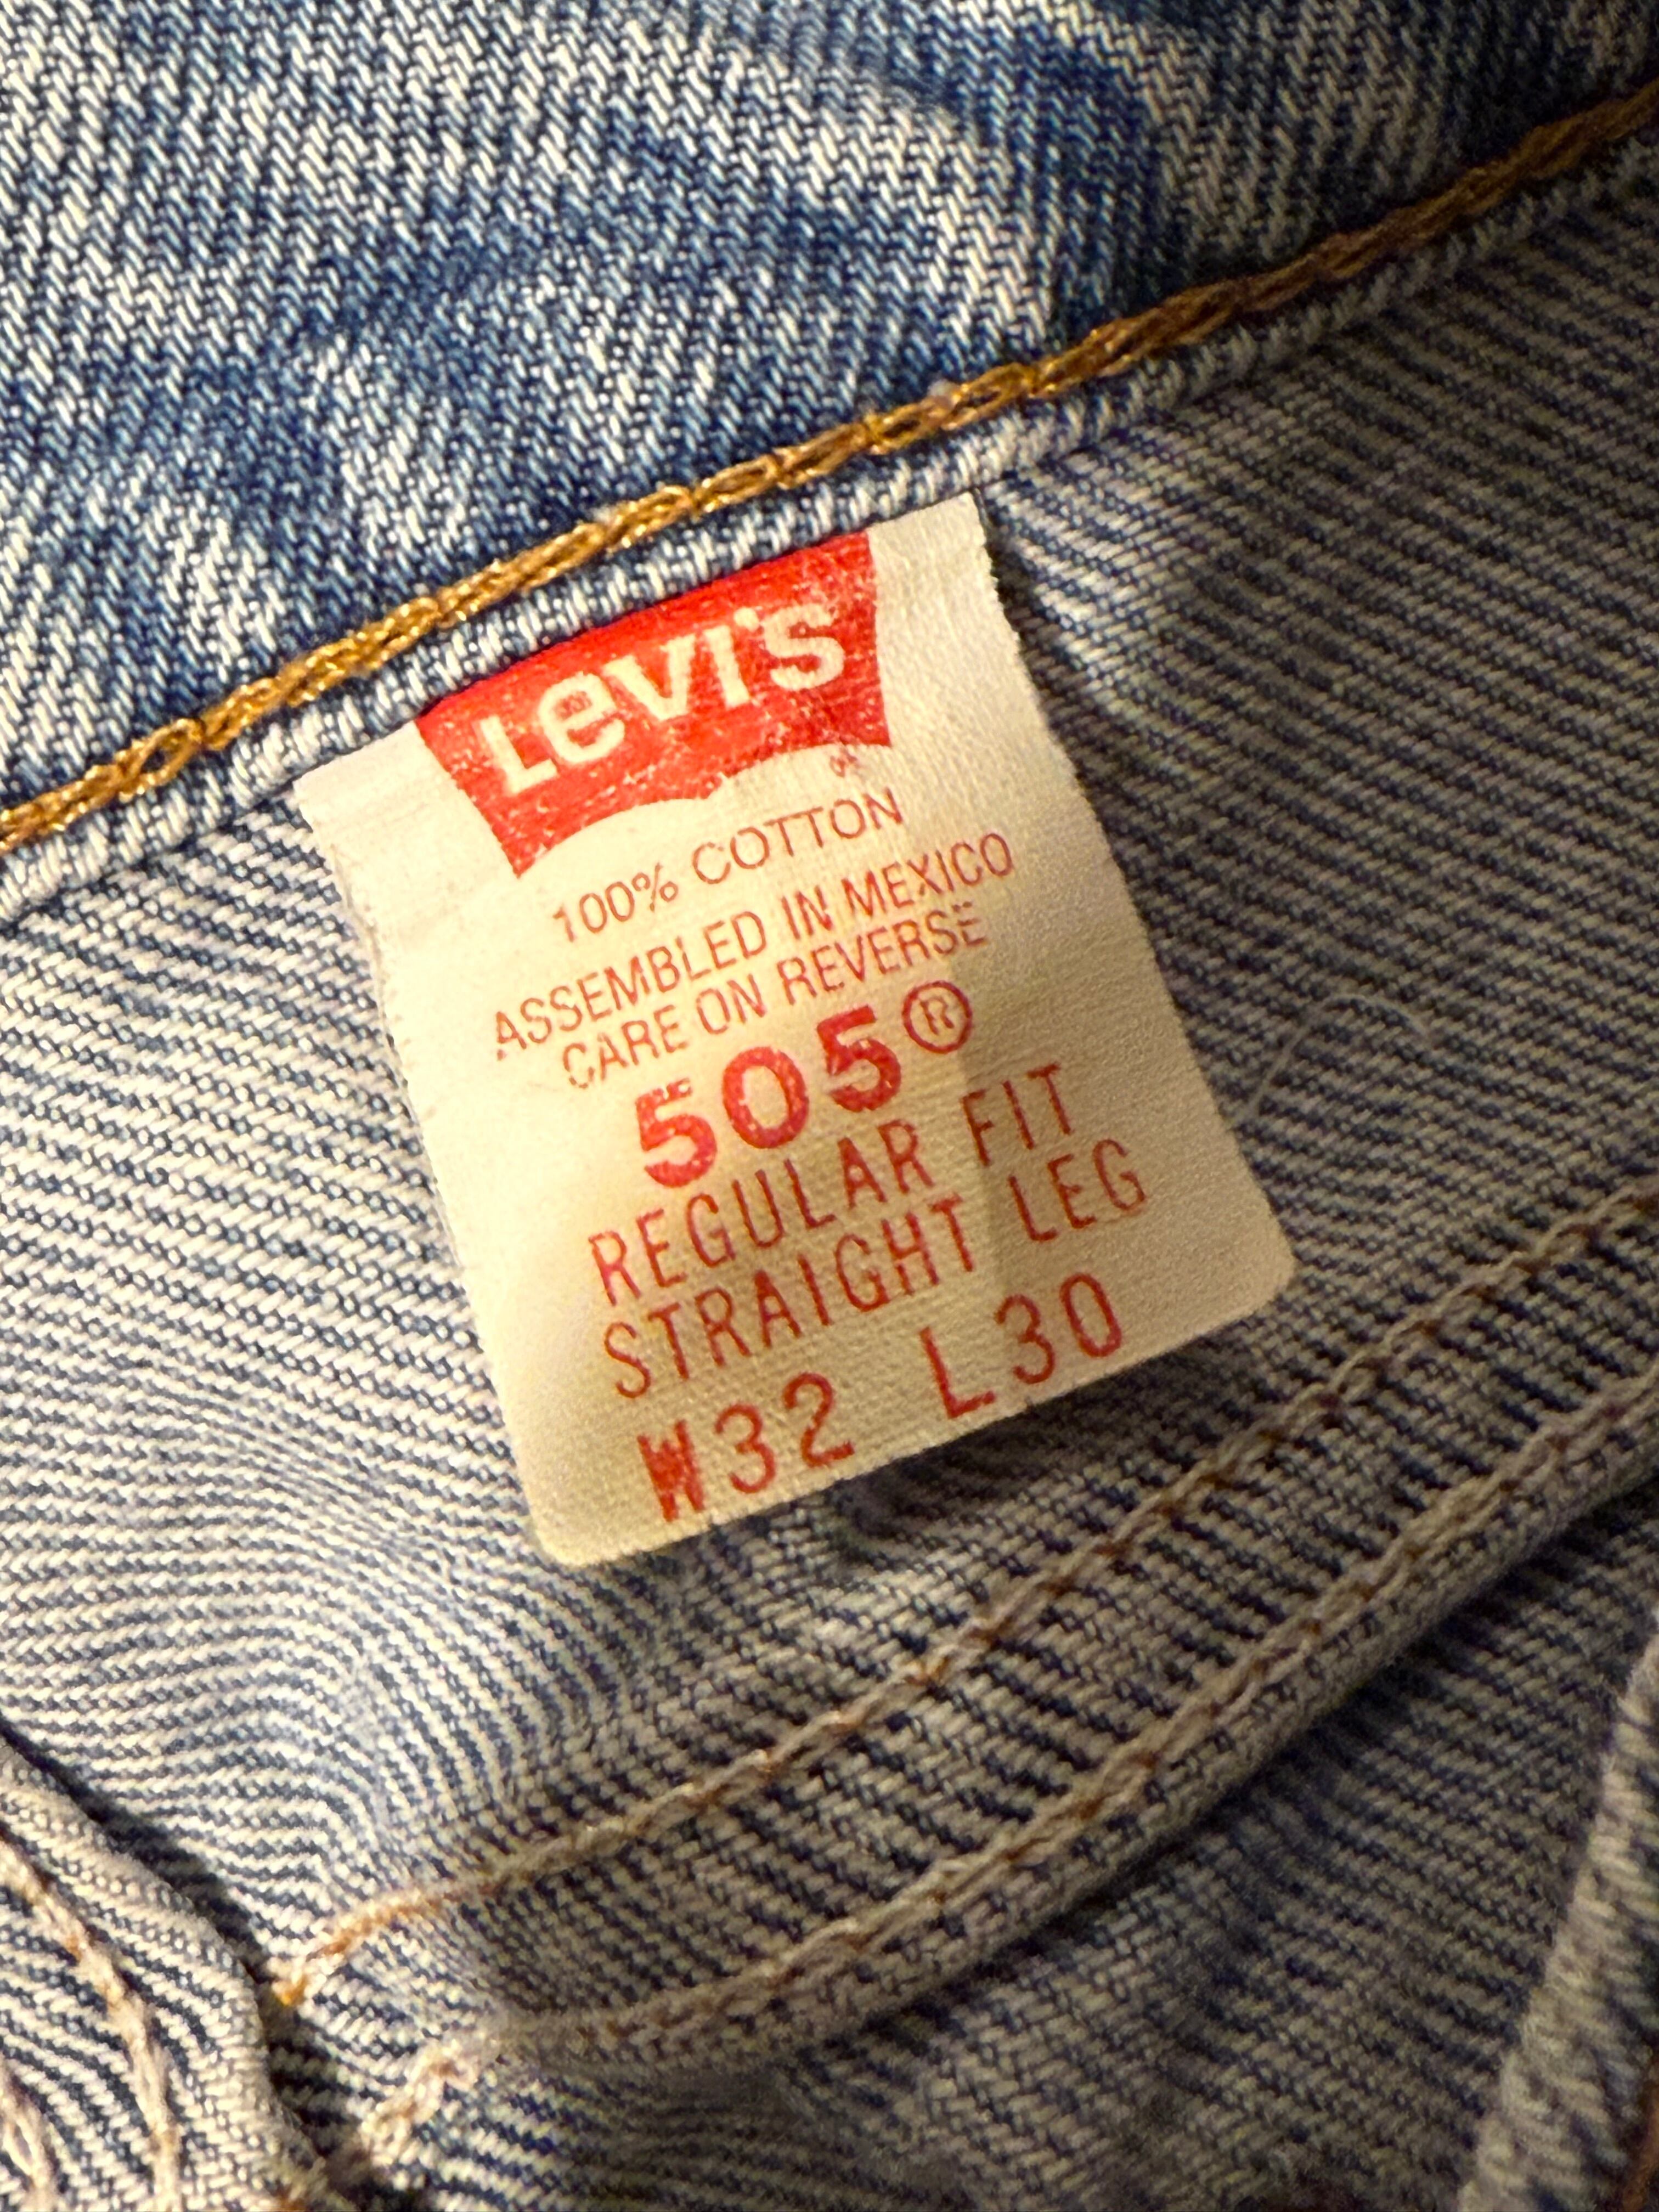 Levi's
100% COTTON
ASSEMBLED IN MEXICO
CARE ON REVERSE
505®
REGULAR FIT
STRAIGHT LEG
W32 L30